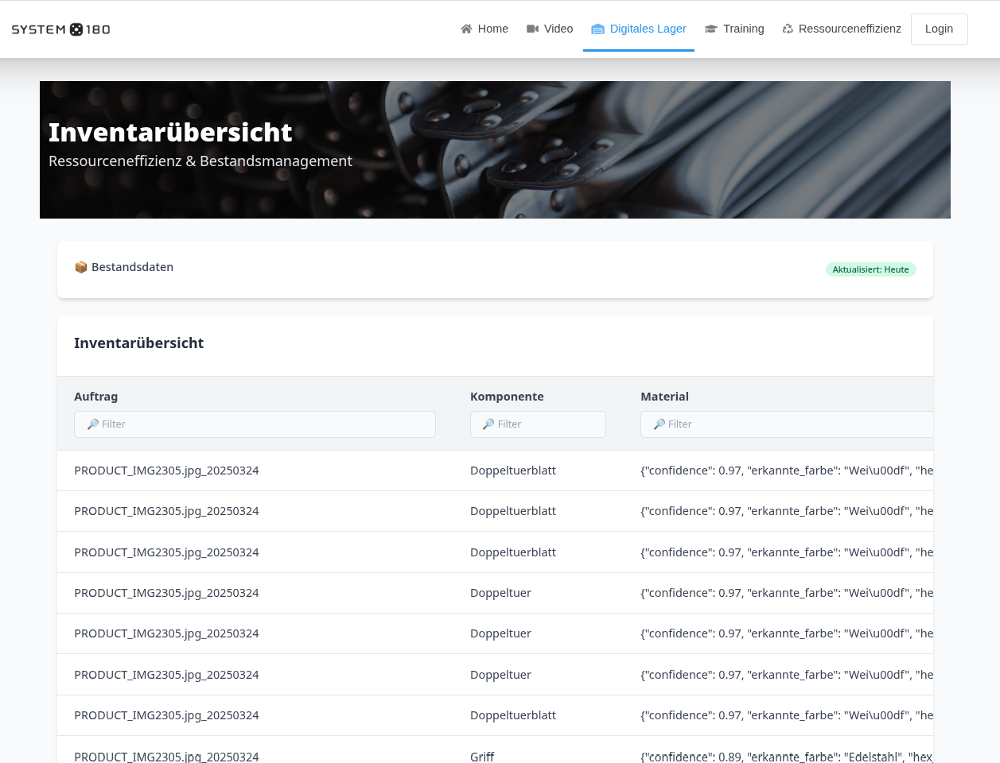 SYSTEM 180 Home Video Digitales Lager Training Ressourceneffizienz Login
Inventarübersicht
Ressourceneffizienz & Bestandsmanagement
📦 Bestandsdaten Aktualisiert: Heute
Inventarübersicht
Auftrag Komponente Material
🔎 Filter 🔎 Filter 🔎 Filter
PRODUCT_IMG2305.jpg_20250324 Doppeltuerblatt {"confidence": 0.97, "erkannte_farbe": "Wei\u00df", "he
PRODUCT_IMG2305.jpg_20250324 Doppeltuerblatt {"confidence": 0.97, "erkannte_farbe": "Wei\u00df", "he
PRODUCT_IMG2305.jpg_20250324 Doppeltuerblatt {"confidence": 0.97, "erkannte_farbe": "Wei\u00df", "he
PRODUCT_IMG2305.jpg_20250324 Doppeltuer {"confidence": 0.97, "erkannte_farbe": "Wei\u00df", "he
PRODUCT_IMG2305.jpg_20250324 Doppeltuer {"confidence": 0.97, "erkannte_farbe": "Wei\u00df", "he
PRODUCT_IMG2305.jpg_20250324 Doppeltuer {"confidence": 0.97, "erkannte_farbe": "Wei\u00df", "he
PRODUCT_IMG2305.jpg_20250324 Doppeltuerblatt {"confidence": 0.97, "erkannte_farbe": "Wei\u00df", "he
PRODUCT_IMG2305.jpg_20250324 Griff {"confidence": 0.89, "erkannte_farbe": "Edelstahl", "hex_